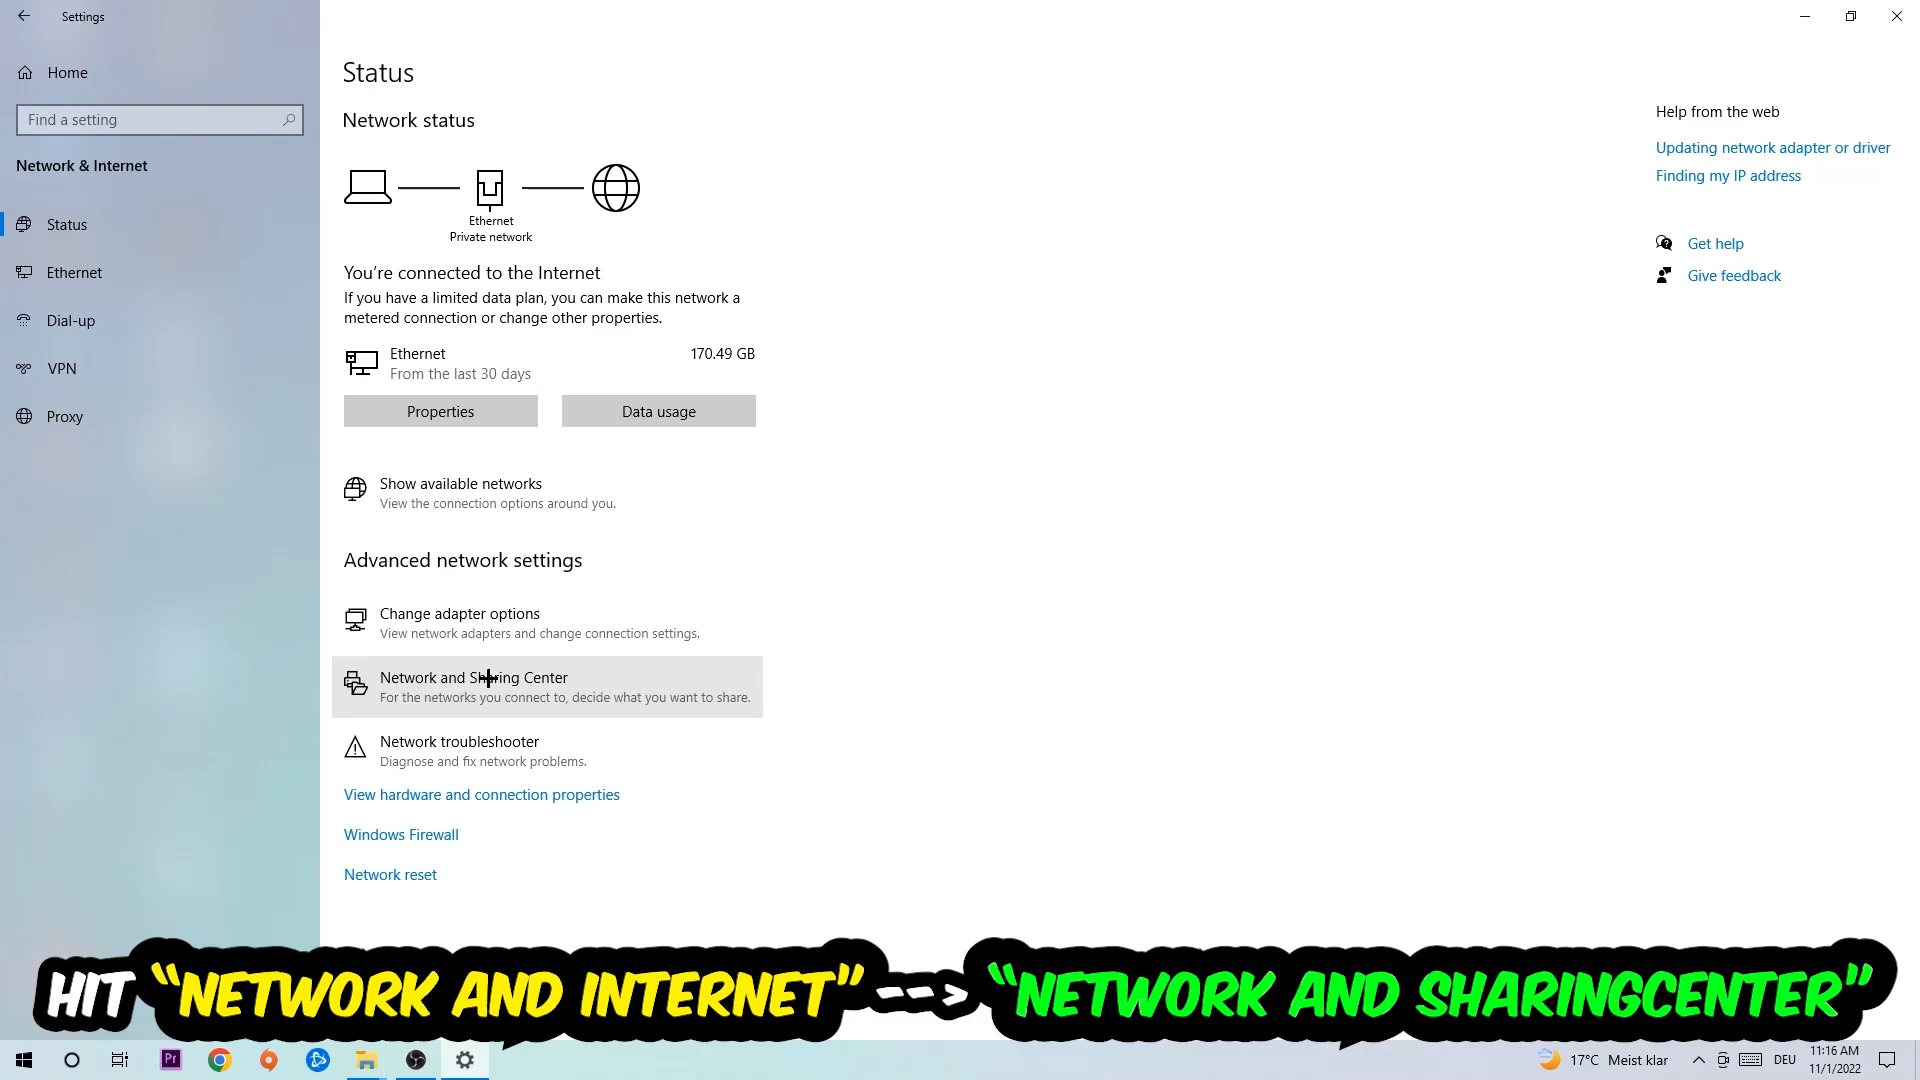 Settings
Home
Find a setting
Network & Internet
Status
Ethernet
Dial-up
VPN
Proxy
Status
Network status
Ethernet
Private network
You're connected to the Internet
If you have a limited data plan, you can make this network a
metered connection or change other properties.
Ethernet 170.49 GB
From the last 30 days
Properties Data usage
Show available networks
View the connection options around you.
Advanced network settings
Change adapter options
View network adapters and change connection settings.
Network and Sharing Center
For the networks you connect to, decide what you want to share.
Network troubleshooter
Diagnose and fix network problems.
View hardware and connection properties
Windows Firewall
Network reset
Help from the web
Updating network adapter or driver
Finding my IP address
Get help
Give feedback
HIT "NETWORK AND INTERNET" ---> "NETWORK AND SHARINGCENTER"
Pr
17°C Meist klar
DEU
11:16 AM
11/1/2022